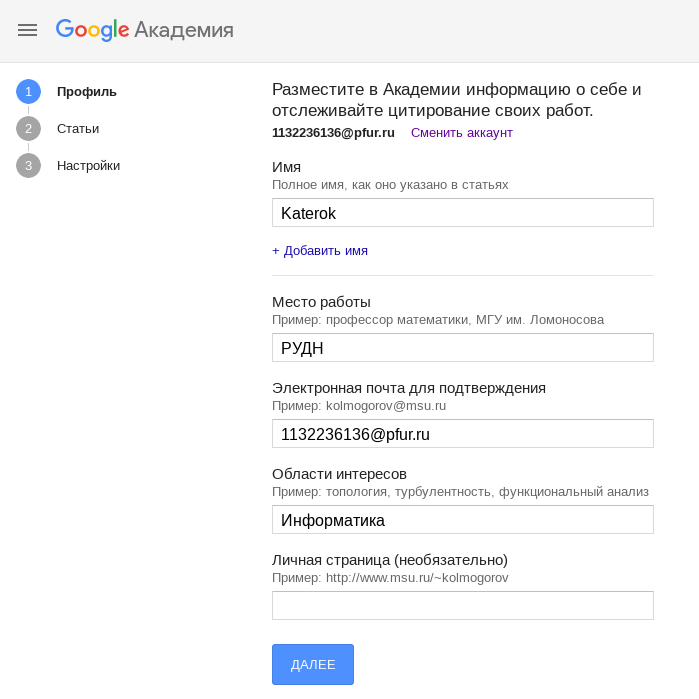 Google Академия
1 Профиль
2 Статьи
3 Настройки
Разместите в Академии информацию о себе и
отслеживайте цитирование своих работ.
1132236136@pfur.ru Сменить аккаунт
Имя
Полное имя, как оно указано в статьях
Katerok
+ Добавить имя
Место работы
Пример: профессор математики, МГУ им. Ломоносова
РУДН
Электронная почта для подтверждения
Пример: kolmogorov@msu.ru
1132236136@pfur.ru
Области интересов
Пример: топология, турбулентность, функциональный анализ
Информатика
Личная страница (необязательно)
Пример: http://www.msu.ru/~kolmogorov
ДАЛЕЕ